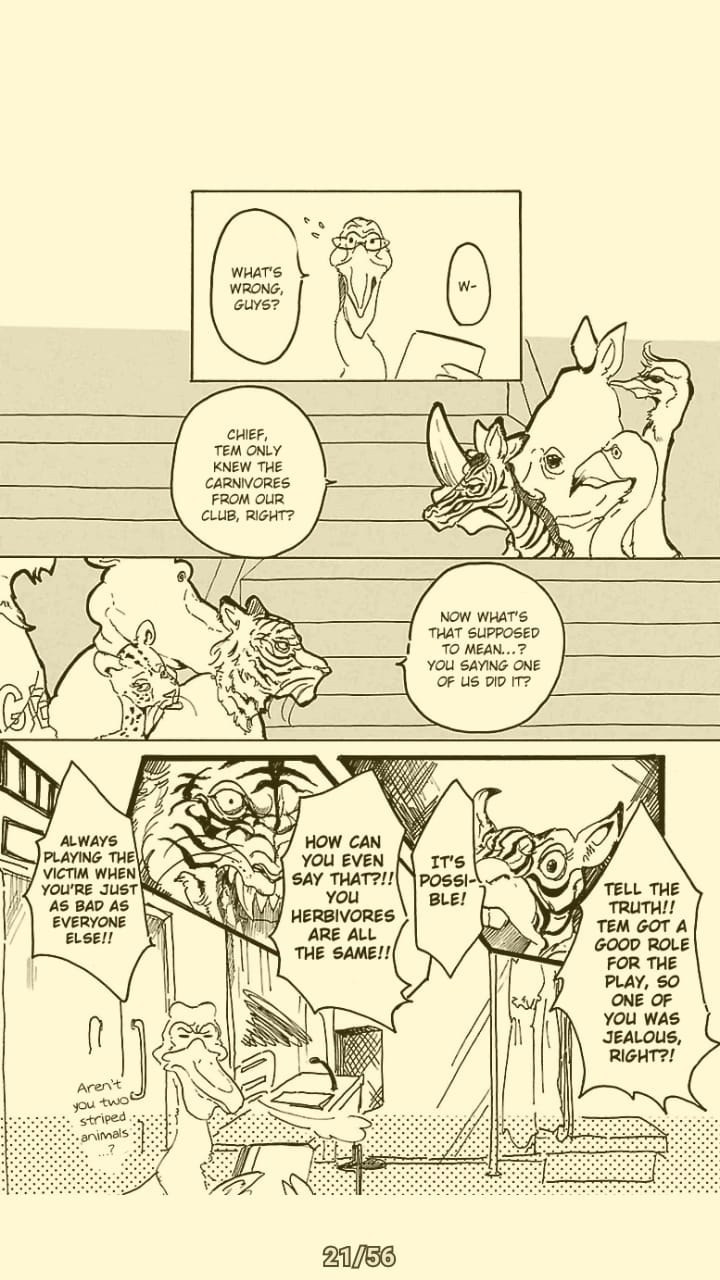 W-
WHAT'S
WRONG,
GUYS?
CHIEF,
TEM ONLY
KNEW THE
CARNIVORES
FROM OUR
CLUB, RIGHT?
NOW WHAT'S
THAT SUPPOSED
TO MEAN...?
YOU SAYING ONE
OF US DID IT?
TELL THE
TRUTH!!
TEM GOT A
GOOD ROLE
FOR THE
PLAY, SO
ONE OF
YOU WAS
JEALOUS,
RIGHT?!
IT'S
POSSI-
BLE!
HOW CAN
YOU EVEN
SAY THAT?!!
YOU
HERBIVORES
ARE ALL
THE SAME!!
ALWAYS
PLAYING THE
VICTIM WHEN
YOU'RE JUST
AS BAD AS
EVERYONE
ELSE!!
Aren't
you two
striped
animals
...?
21/56